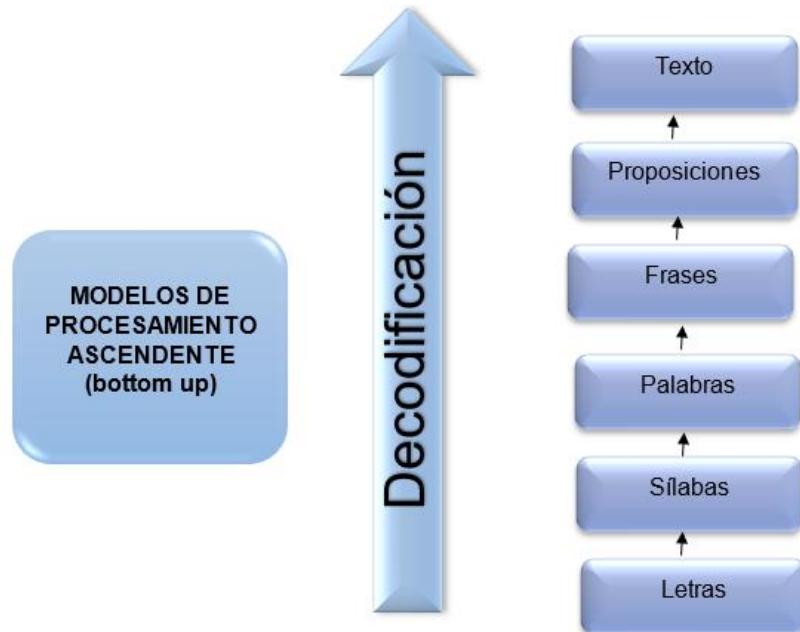 MODELOS DE
PROCESAMIENTO
ASCENDENTE
(bottom up)
Decodificación
Texto
Proposiciones
Frases
Palabras
Sílabas
Letras